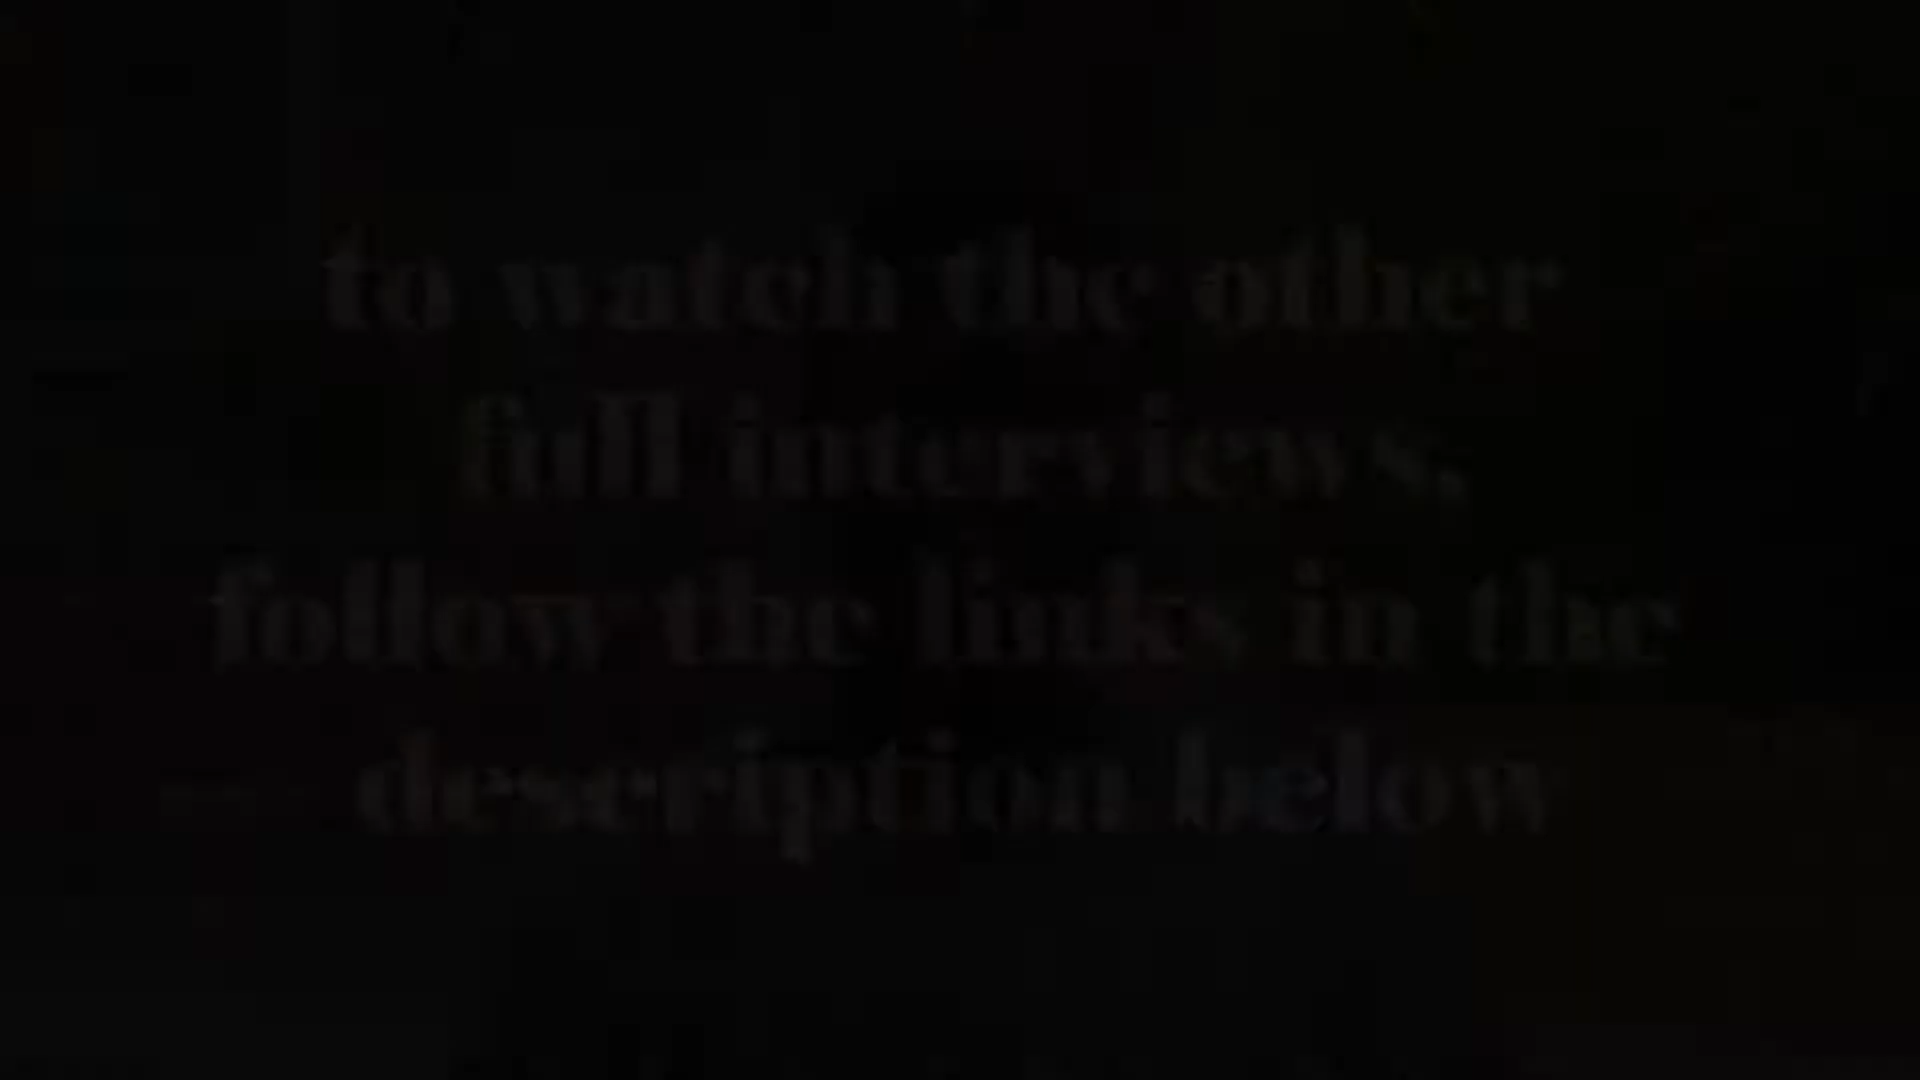 to watch the other
full interviews,
follow the links in the
description below